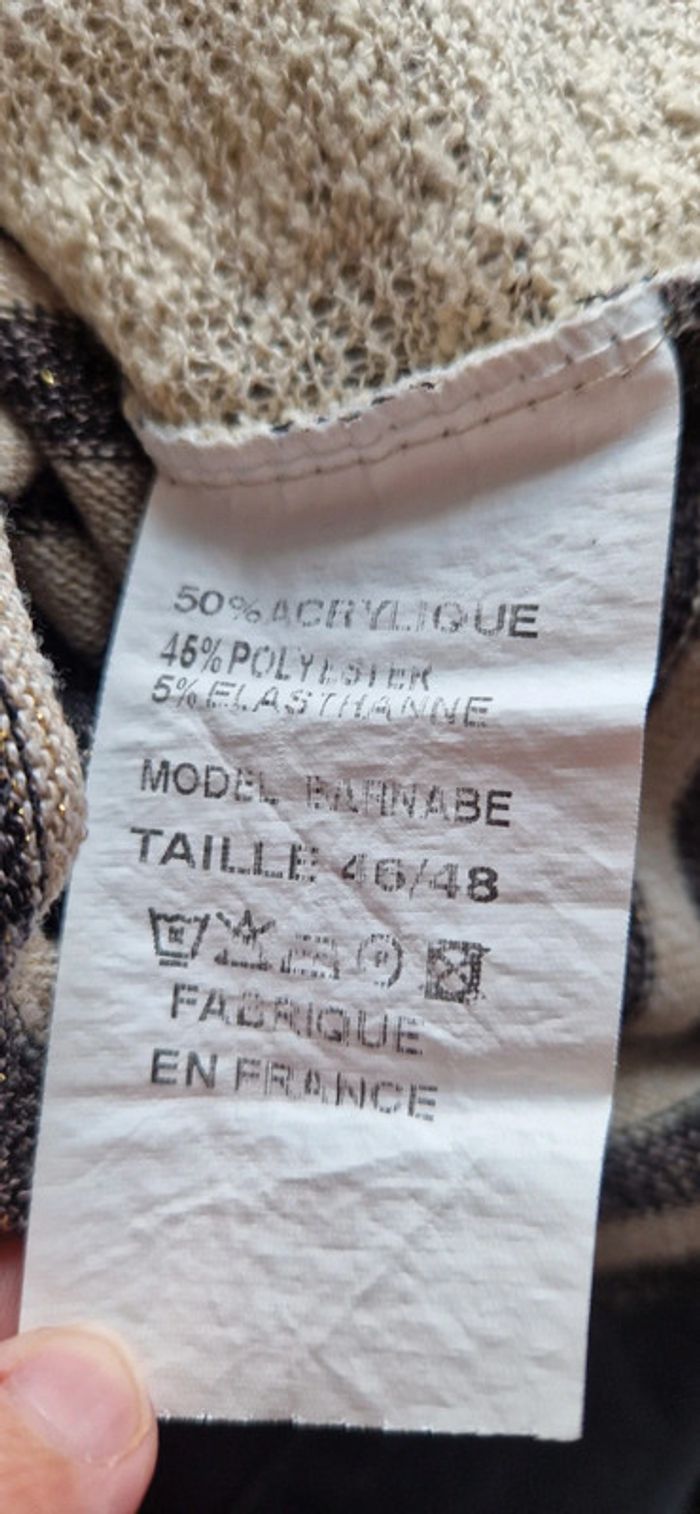 50% ACRYLIQUE
45% POLYESTER
5% ELASTHANNE
MODEL BARNABE
TAILLE 46/48
FABRIQUE
EN FRANCE